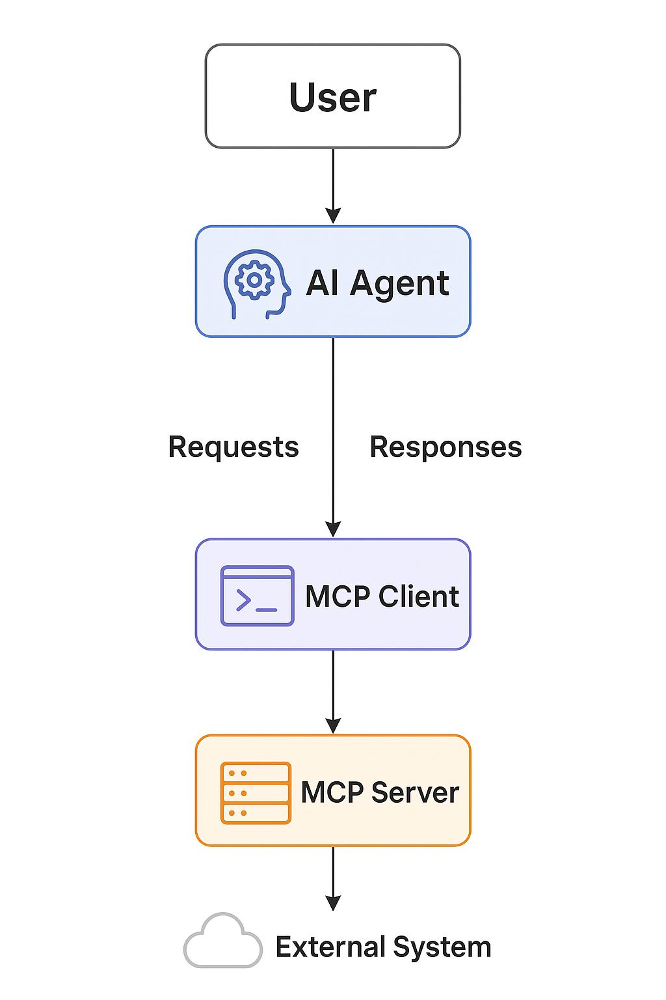 User
AI Agent
Requests
Responses
MCP Client
MCP Server
External System